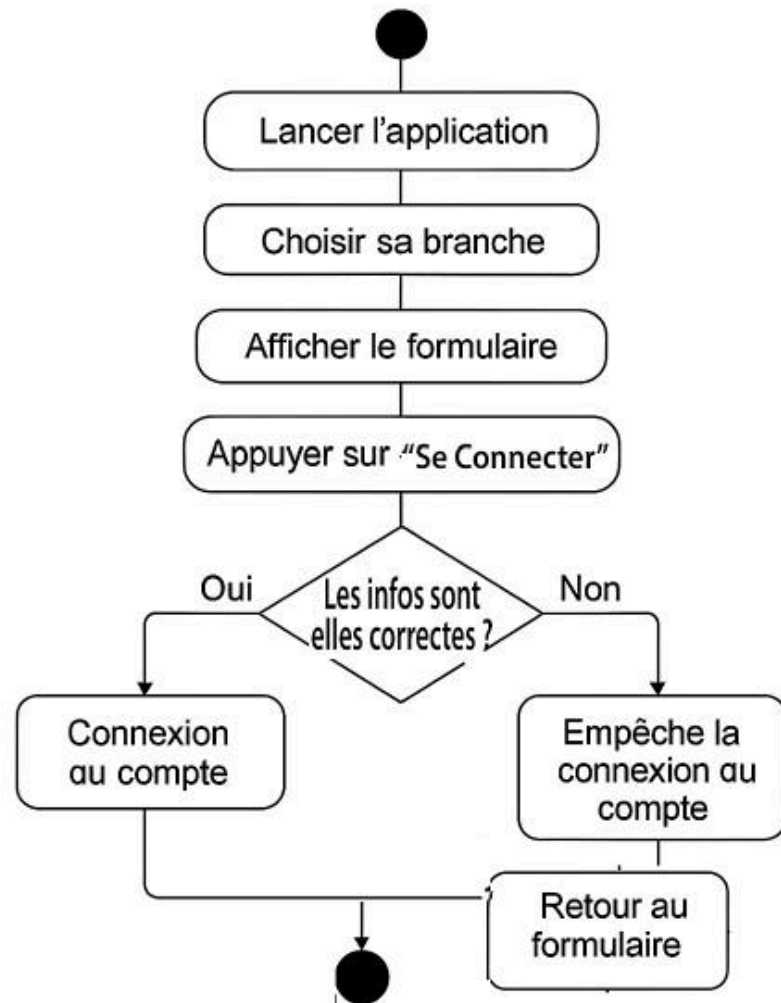 Lancer l'application
Choisir sa branche
Afficher le formulaire
Appuyer sur “Se Connecter”
Oui
Les infos sont
elles correctes ?
Non
Connexion
au compte
Empêche la
connexion au
compte
Retour au
formulaire